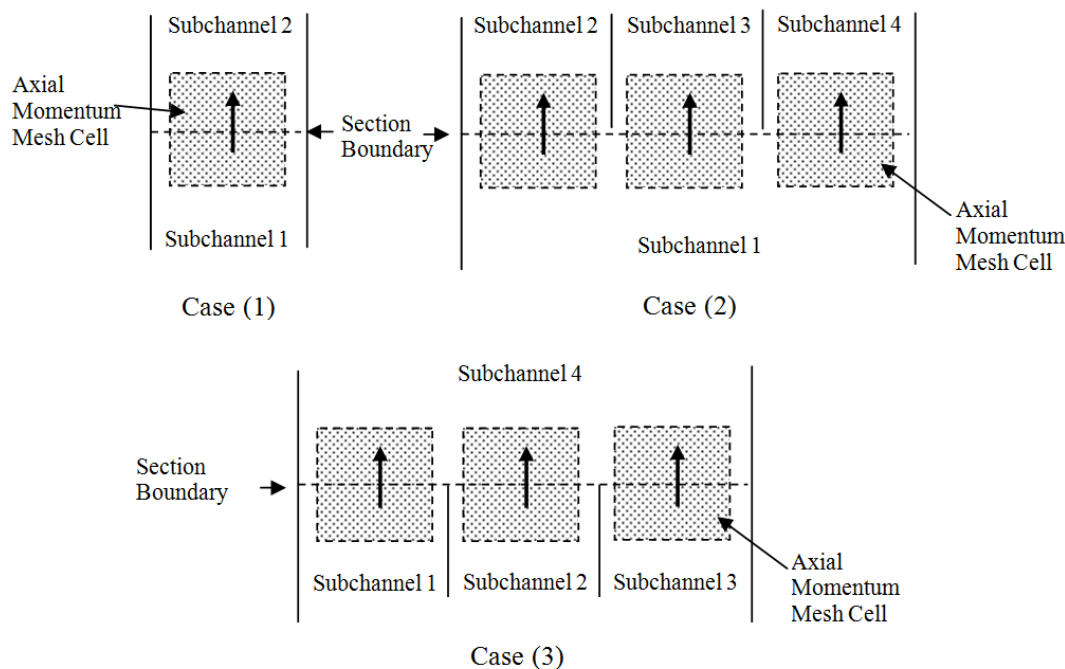 Subchannel 2
Axial
Momentum
Mesh Cell
Subchannel 1
Case (1)
Section
Boundary
Subchannel 2
Subchannel 3
Subchannel 4
Subchannel 1
Axial
Momentum
Mesh Cell
Case (2)
Subchannel 4
Section
Boundary
Subchannel 1
Subchannel 2
Subchannel 3
Axial
Momentum
Mesh Cell
Case (3)